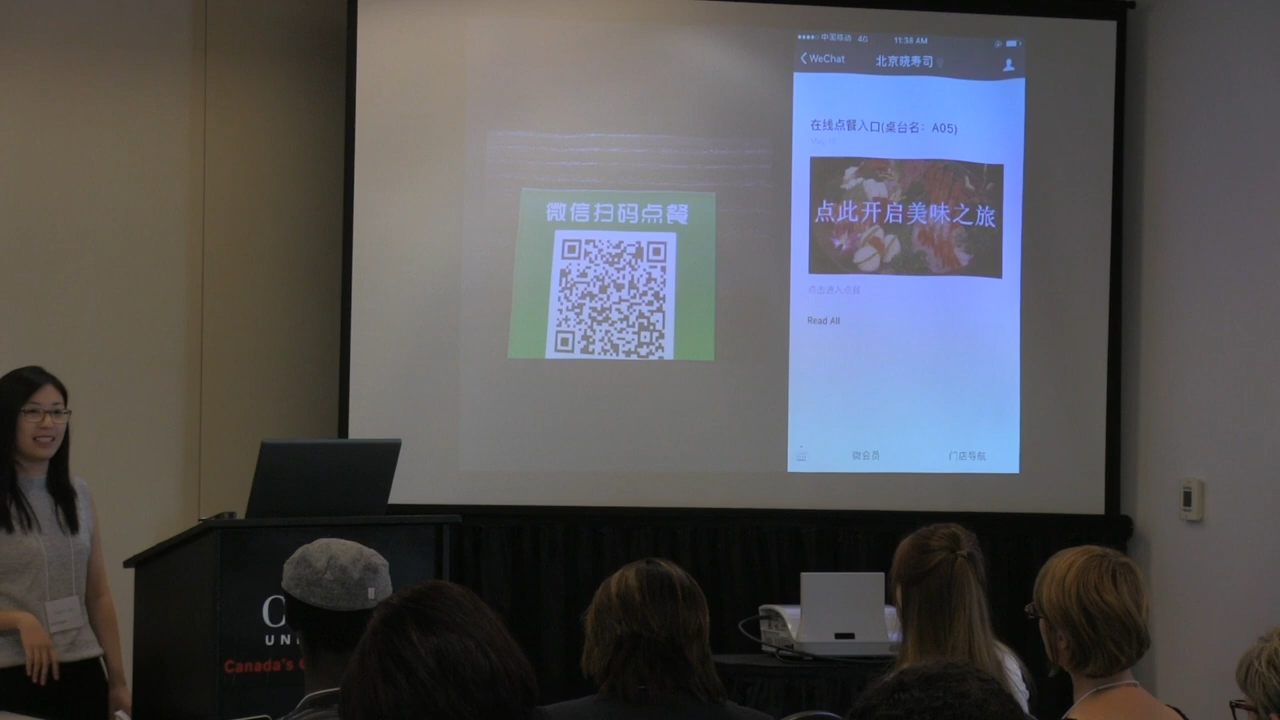 微信扫码点餐
中国移动 4G 11:38 AM
WeChat 北京晓寿司
在线点餐入口(桌台名：A05)
点此开启美味之旅
点击进入点餐
Read All
微会员 门店导航
UNI
Canada's